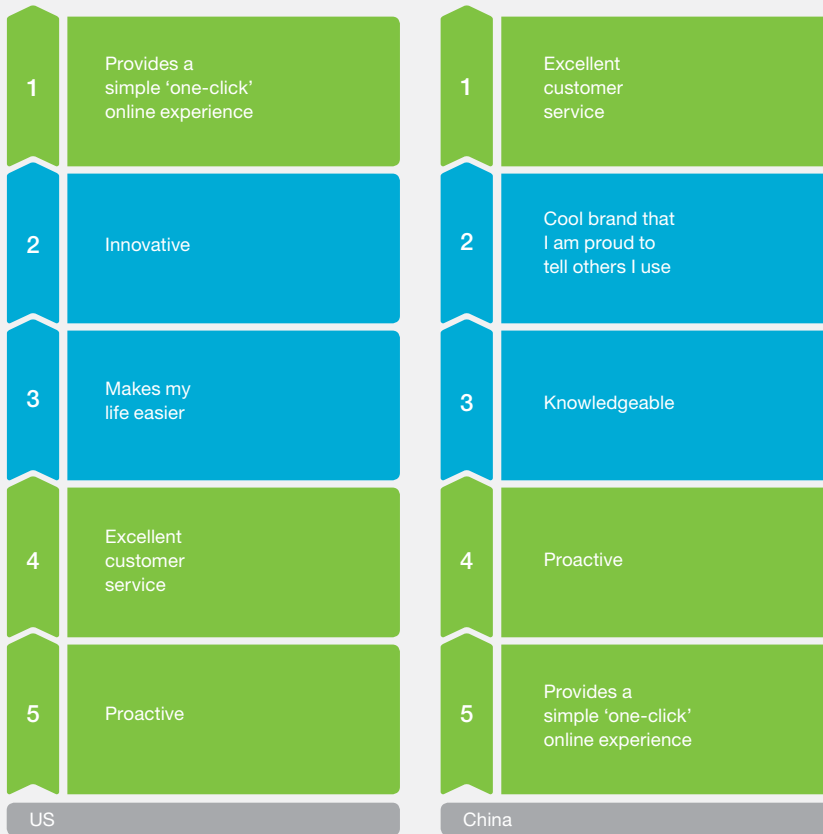 1
Provides a
simple ‘one-click’
online experience
2
Innovative
3
Makes my
life easier
4
Excellent
customer
service
5
Proactive
US
1
Excellent
customer
service
2
Cool brand that
I am proud to
tell others I use
3
Knowledgeable
4
Proactive
5
Provides a
simple ‘one-click’
online experience
China